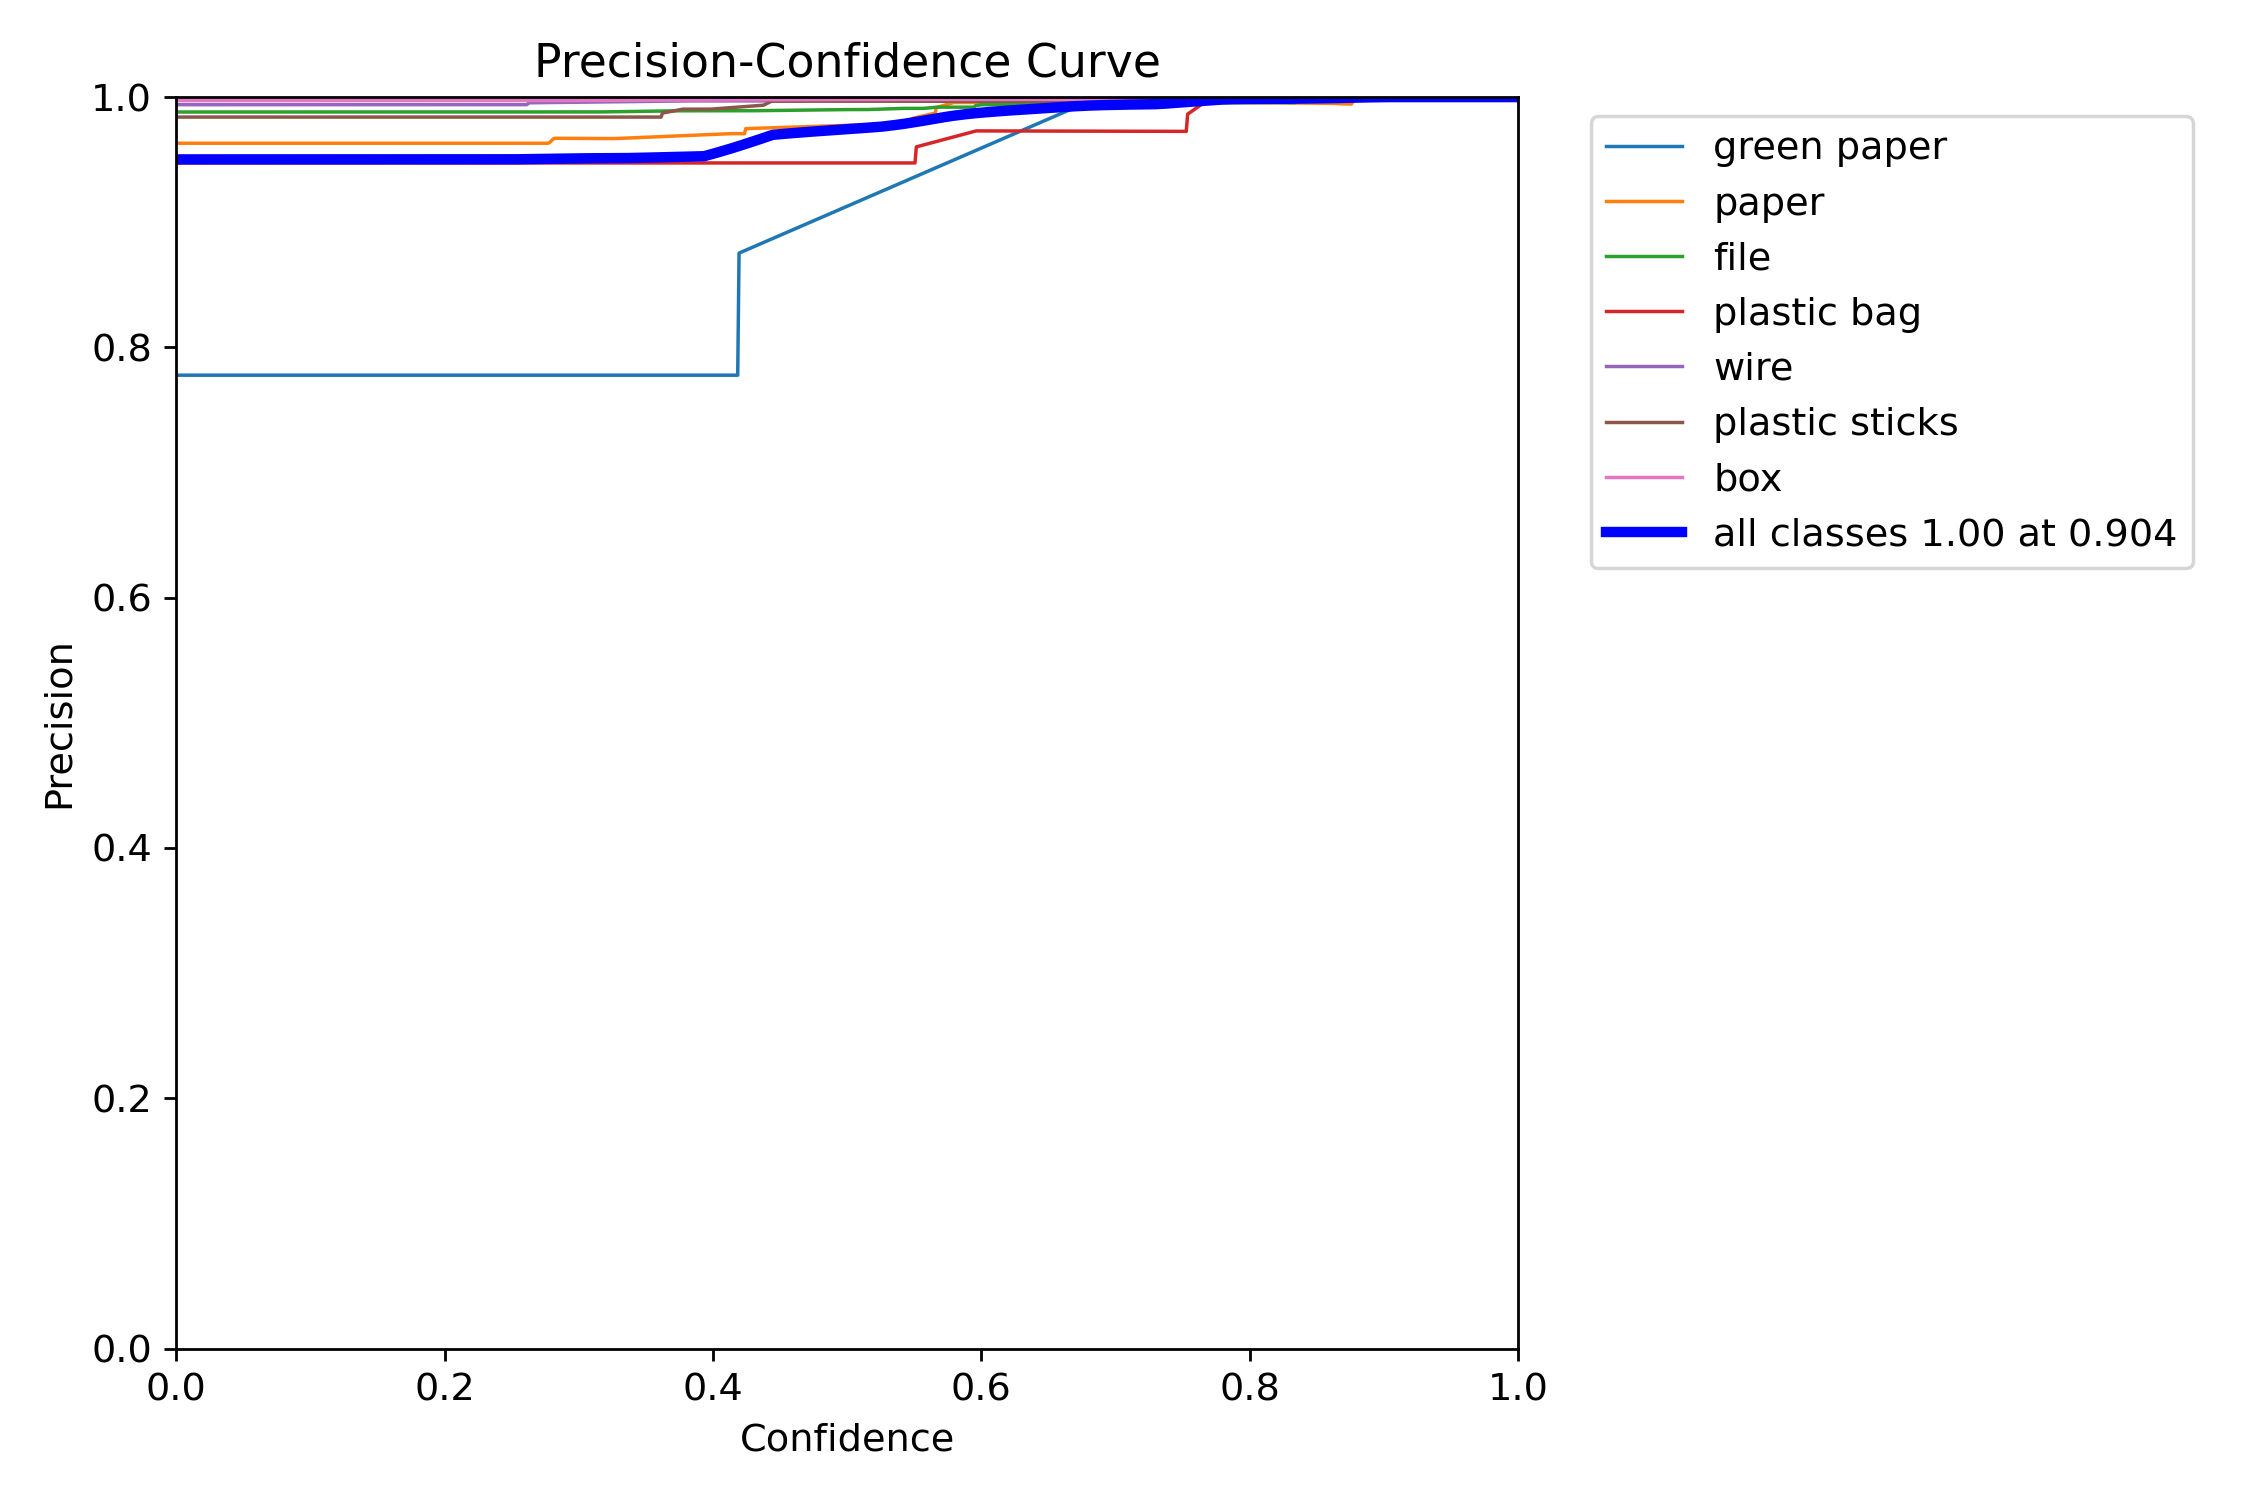 Precision-Confidence Curve
1.0
0.8
0.6
0.4
0.2
0.0
Precision
0.0 0.2 0.4 0.6 0.8 1.0
Confidence
green paper
paper
file
plastic bag
wire
plastic sticks
box
all classes 1.00 at 0.904